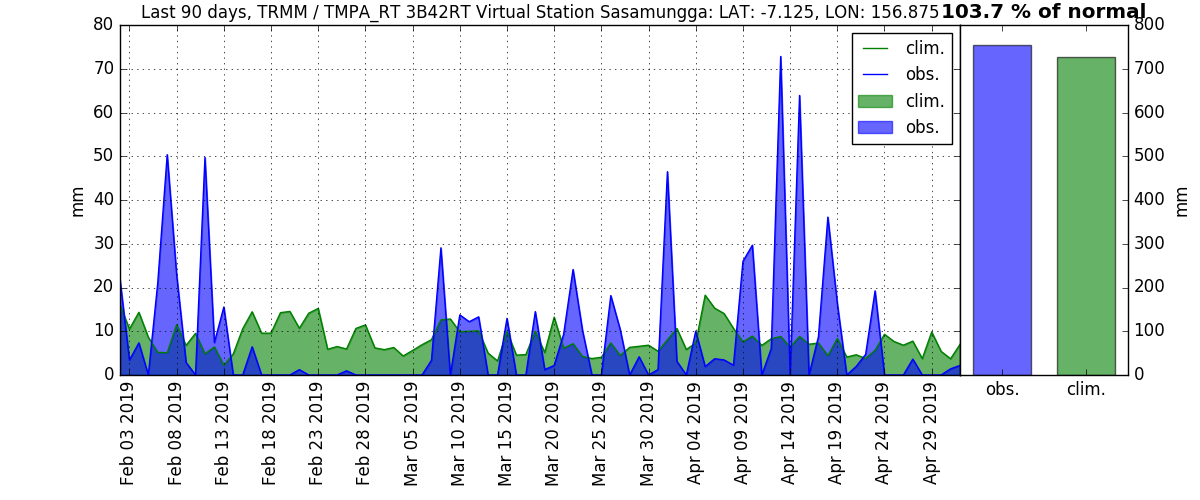 Last 90 days, TRMM / TMPA_RT 3B42RT Virtual Station Sasamungga: LAT: -7.125, LON: 156.875
103.7 % of normal
80
70
60
50
40
30
20
10
0
mm
clim.
obs.
clim.
obs.
800
700
600
500
400
300
200
100
0
mm
Feb 03 2019
Feb 08 2019
Feb 13 2019
Feb 18 2019
Feb 23 2019
Feb 28 2019
Mar 05 2019
Mar 10 2019
Mar 15 2019
Mar 20 2019
Mar 25 2019
Mar 30 2019
Apr 04 2019
Apr 09 2019
Apr 14 2019
Apr 19 2019
Apr 24 2019
Apr 29 2019
obs.
clim.